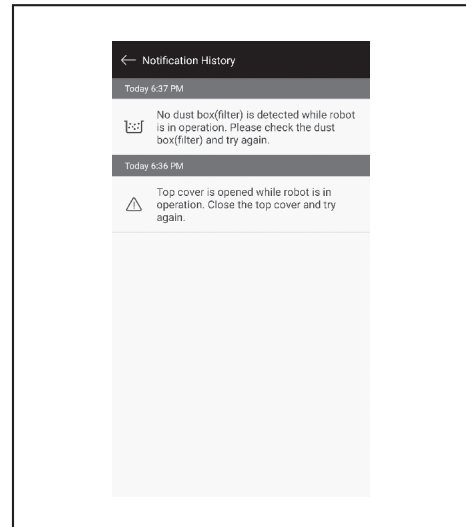 Notification History
Today 6:37 PM
No dust box(filter) is detected while robot
is in operation. Please check the dust
box(filter) and try again.
Today 6:36 PM
Top cover is opened while robot is in
operation. Close the top cover and try
again.